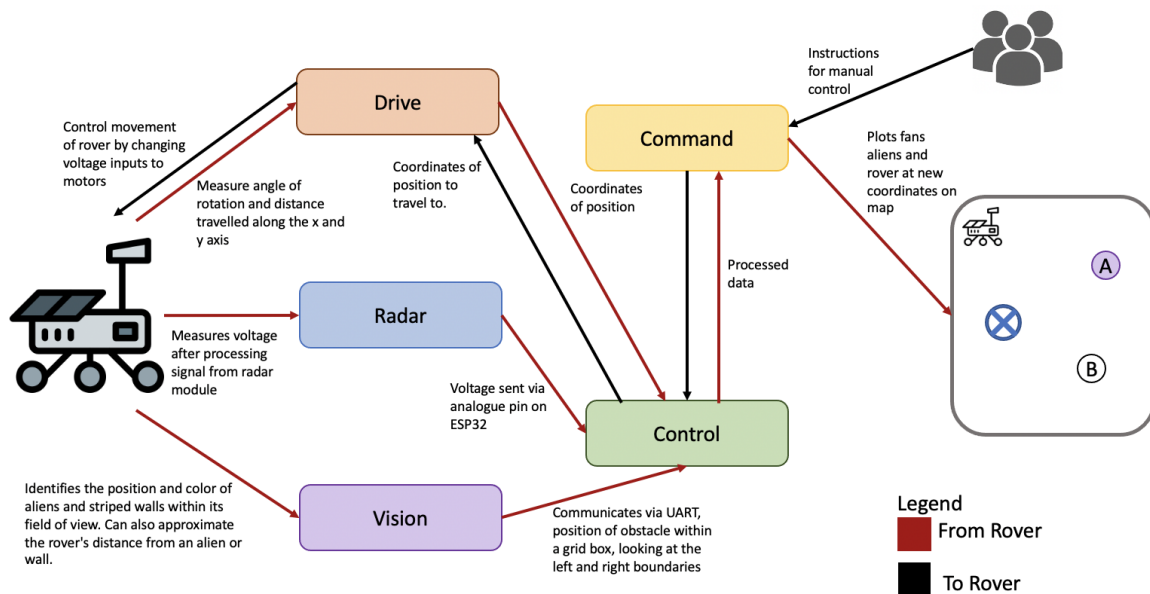 Instructions
for manual
control
Drive
Command
Control movement
of rover by changing
voltage inputs to
motors
Plots fans
aliens and
rover at new
coordinates on
map
Coordinates of
position to
travel to.
Measure angle of
rotation and distance
travelled along the x and
y axis
Coordinates
of position
Processed
data
A
Radar
Measures voltage
after processing
signal from radar
module
B
Voltage sent via
analogue pin on
ESP32
Control
Identifies the position and color of
aliens and striped walls within its
field of view. Can also approximate
the rover's distance from an alien or
wall.
Vision
Communicates via UART,
position of obstacle within
a grid box, looking at the
left and right boundaries
Legend
From Rover
To Rover